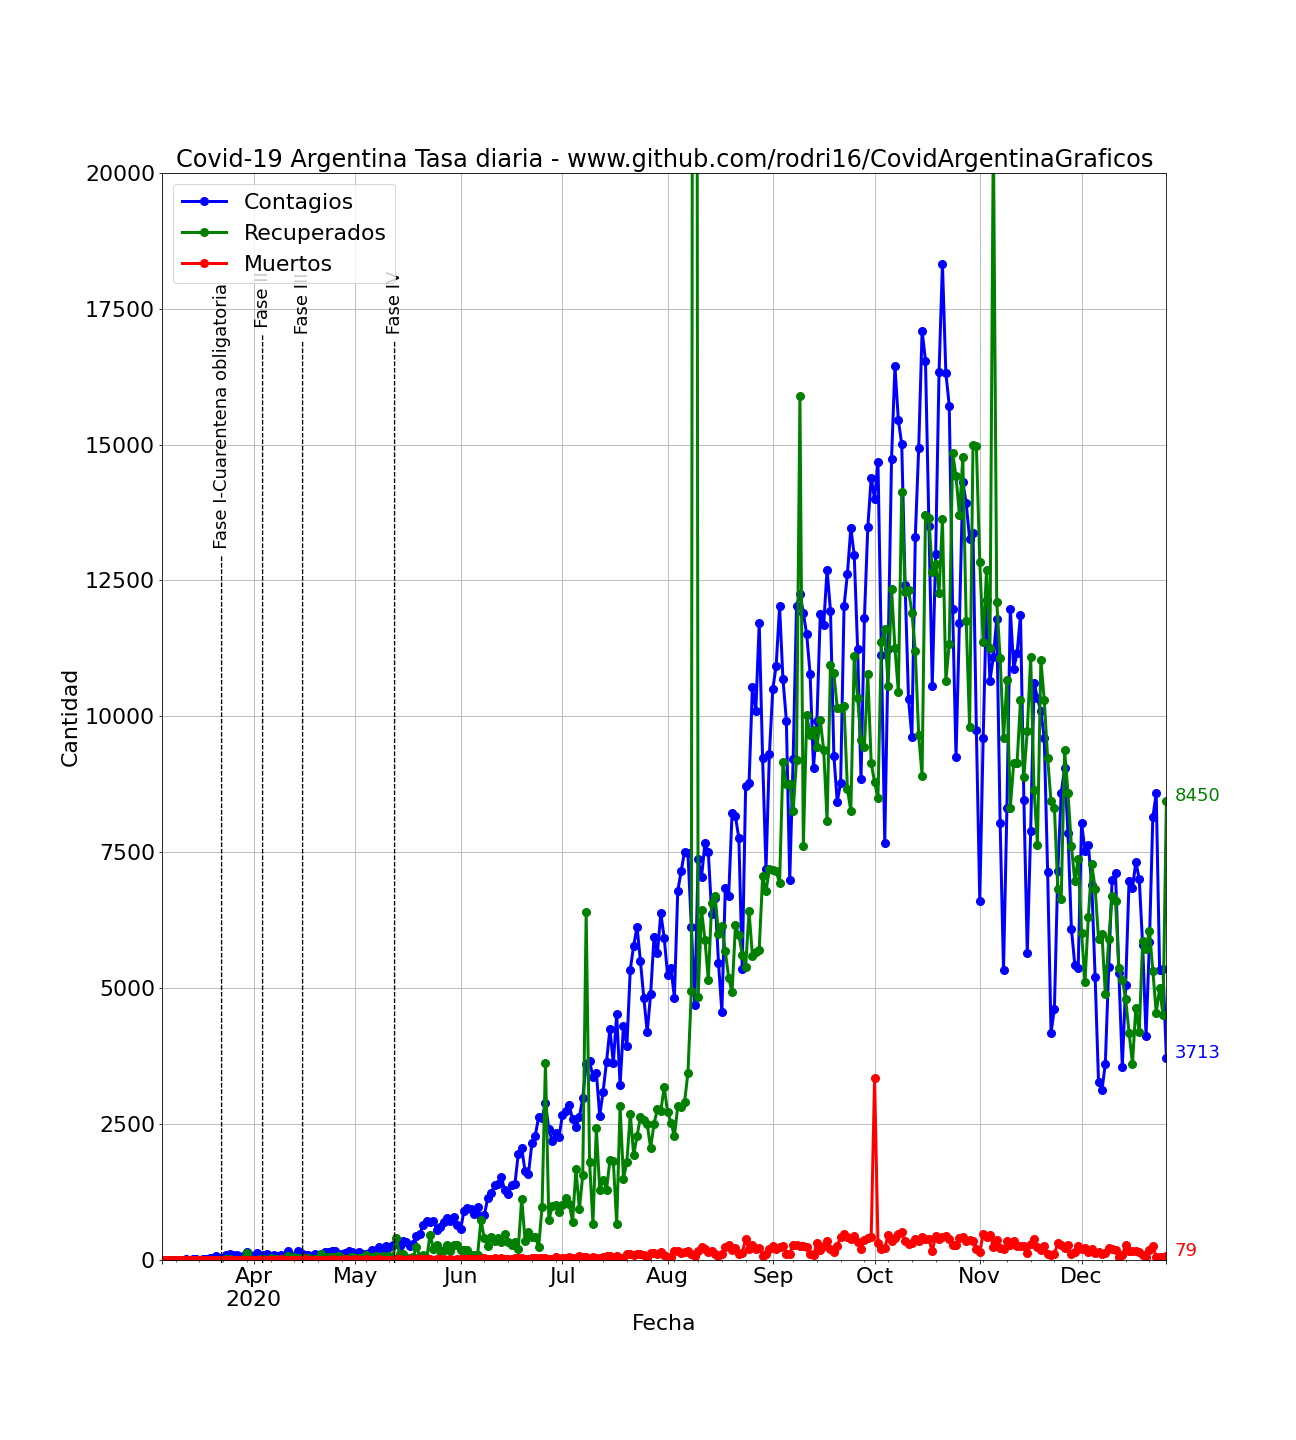 Covid-19 Argentina Tasa diaria - www.github.com/rodri16/CovidArgentinaGraficos
20000
17500
15000
12500
10000
7500
5000
2500
0
Cantidad
Contagios
Recuperados
Muertos
Fase I-Cuarentena obligatoria
Fase II
Fase III
Fase IV
8450
3713
79
Apr
2020
May
Jun
Jul
Aug
Sep
Oct
Nov
Dec
Fecha